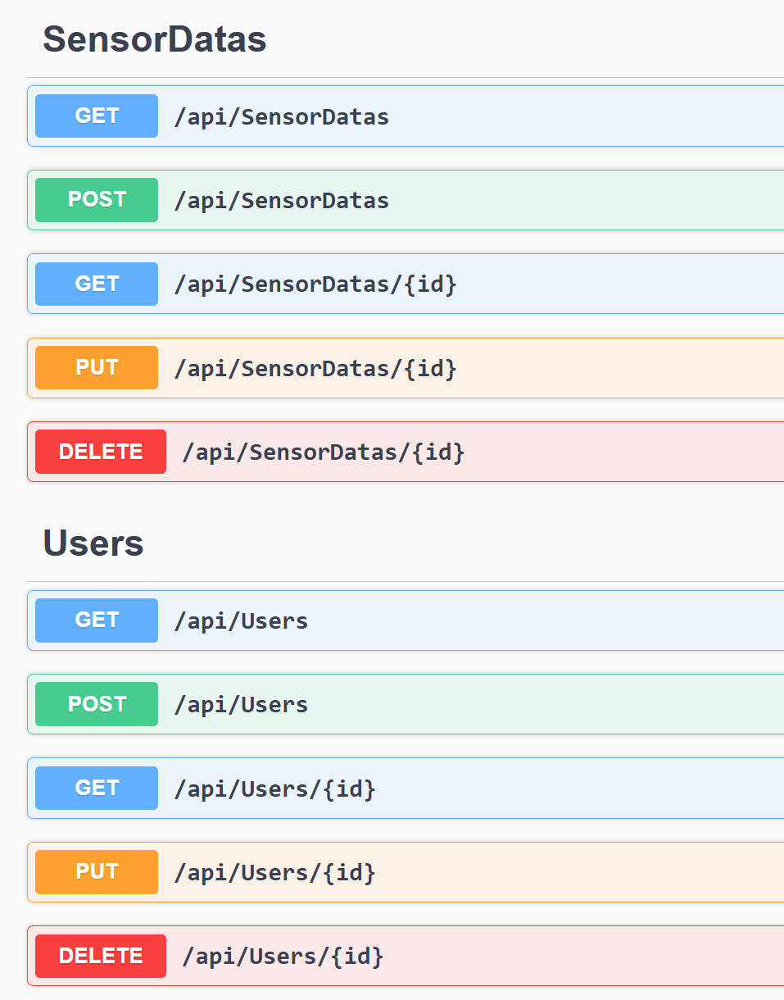 SensorDatas
GET /api/SensorDatas
POST /api/SensorDatas
GET /api/SensorDatas/{id}
PUT /api/SensorDatas/{id}
DELETE /api/SensorDatas/{id}
Users
GET /api/Users
POST /api/Users
GET /api/Users/{id}
PUT /api/Users/{id}
DELETE /api/Users/{id}